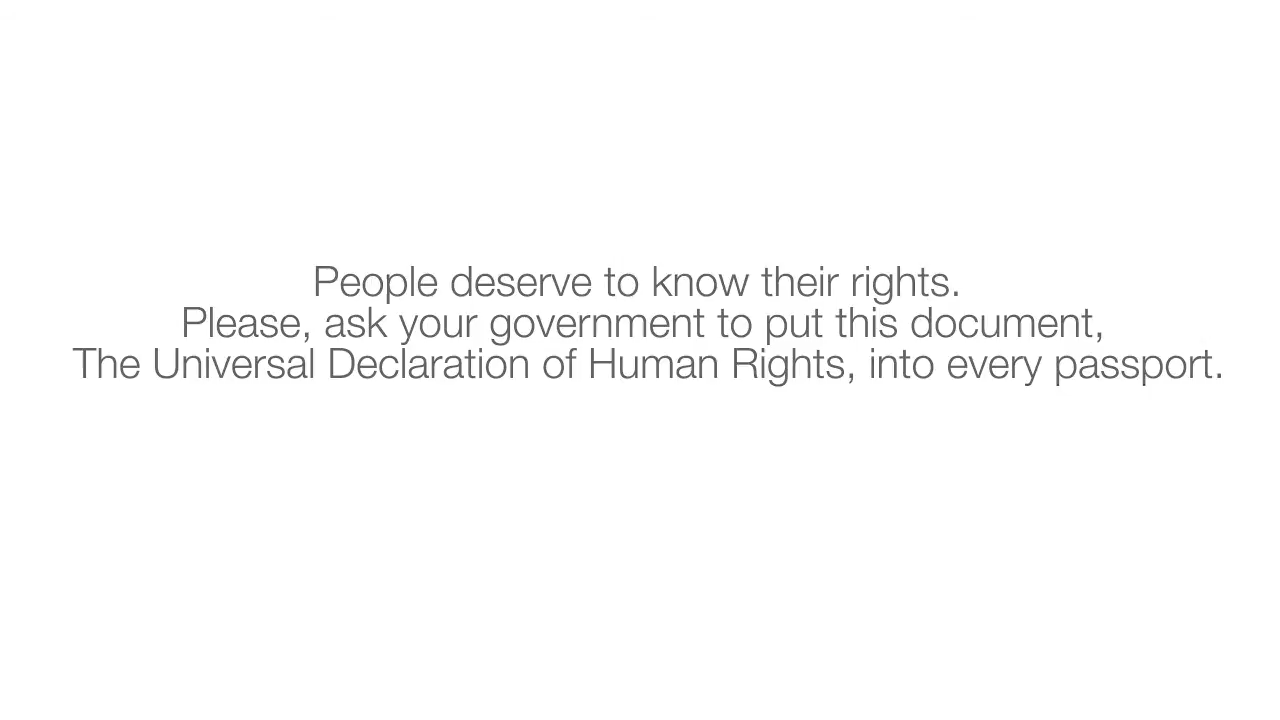 People deserve to know their rights.
Please, ask your government to put this document,
The Universal Declaration of Human Rights, into every passport.